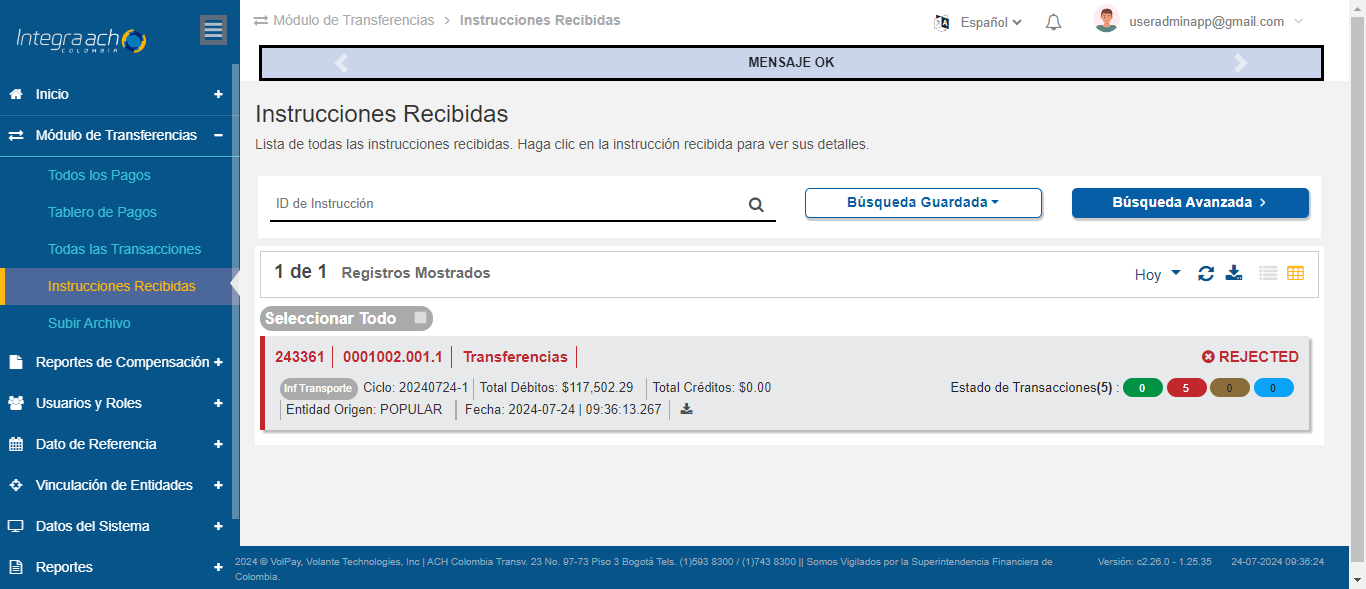 Integra ach
COLOMBIA
Módulo de Transferencias > Instrucciones Recibidas
Español
useradminapp@gmail.com
MENSAJE OK
Inicio +
Módulo de Transferencias −
Todos los Pagos
Tablero de Pagos
Todas las Transacciones
Instrucciones Recibidas
Subir Archivo
Reportes de Compensación +
Usuarios y Roles +
Dato de Referencia +
Vinculación de Entidades +
Datos del Sistema +
Reportes +
Instrucciones Recibidas
Lista de todas las instrucciones recibidas. Haga clic en la instrucción recibida para ver sus detalles.
ID de Instrucción
Búsqueda Guardada
Búsqueda Avanzada >
1 de 1 Registros Mostrados
Hoy
Seleccionar Todo
243361 | 0001002.001.1 | Transferencias |
REJECTED
Inf Transporte Ciclo: 20240724-1 | Total Débitos: $117,502.29 | Total Créditos: $0.00
Estado de Transacciones(5) : 0 5 0 0
| Entidad Origen: POPULAR | Fecha: 2024-07-24 | 09:36:13.267 |
2024 © VolPay, Volante Technologies, Inc | ACH Colombia Transv. 23 No. 97-73 Piso 3 Bogotá Tels. (1)593 8300 / (1)743 8300 || Somos Vigilados por la Superintendencia Financiera de
Colombia.
Versión: c2.26.0 - 1.25.35 24-07-2024 09:36:24